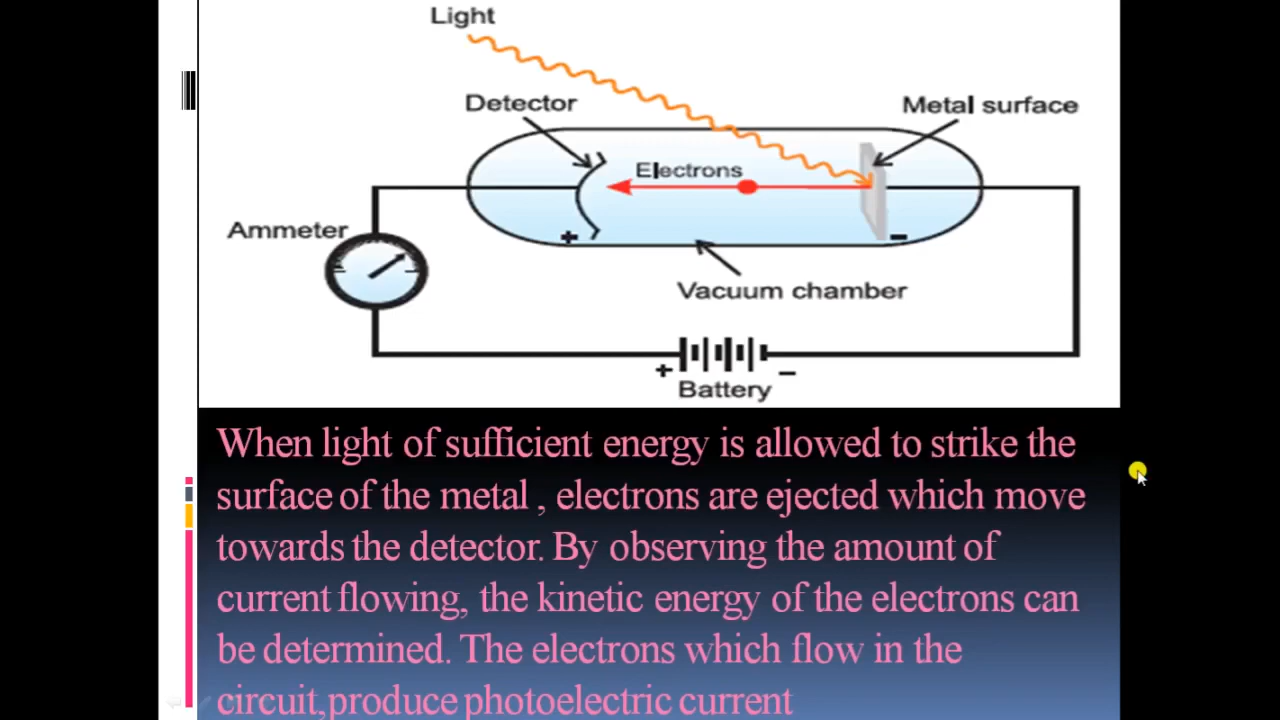 Light
Detector
Metal surface
Electrons
Ammeter
+
-
Vacuum chamber
+
-
Battery
When light of sufficient energy is allowed to strike the
surface of the metal , electrons are ejected which move
towards the detector. By observing the amount of
current flowing, the kinetic energy of the electrons can
be determined. The electrons which flow in the
circuit,produce photoelectric current